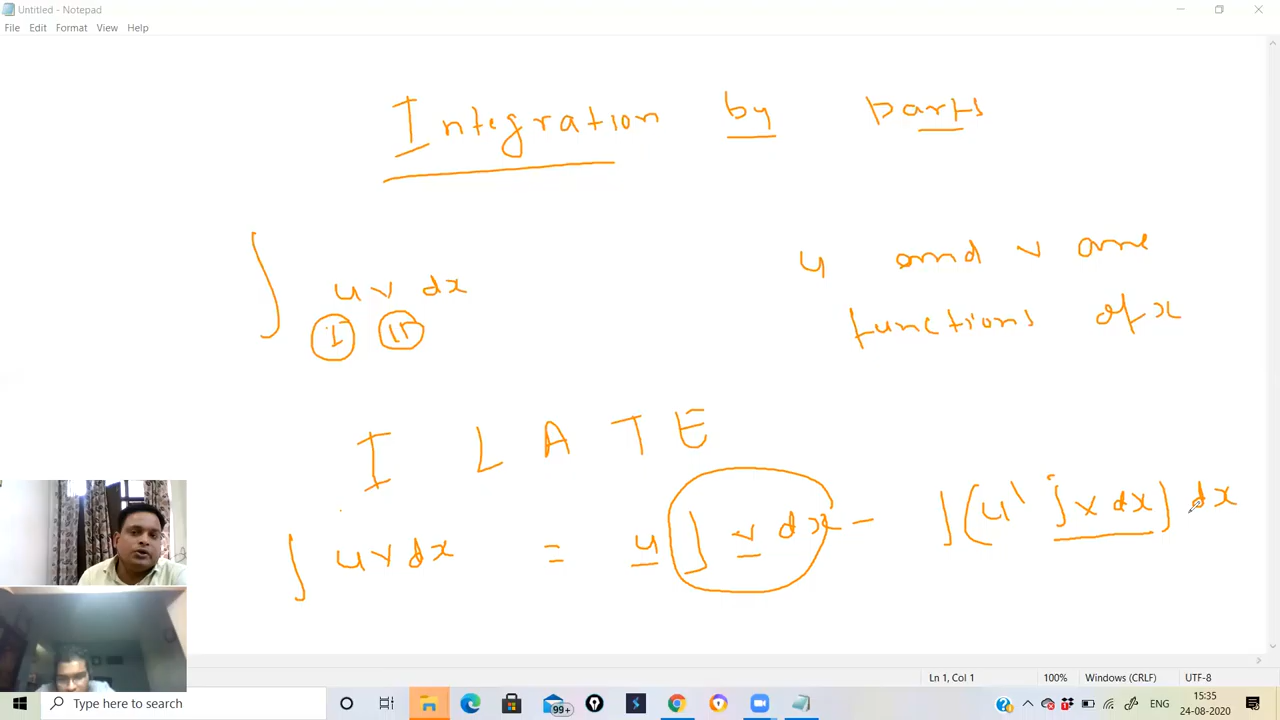 Untitled - Notepad
File Edit Format View Help
Integration by parts
∫ u v dx
I II
u and v are
functions of x
I L A T E
∫ u v dx = u ∫ v dx - ∫ (u' ∫ v dx) dx
Ln 1, Col 1 100% Windows (CRLF) UTF-8
Type here to search
99+
ENG
15:35
24-08-2020